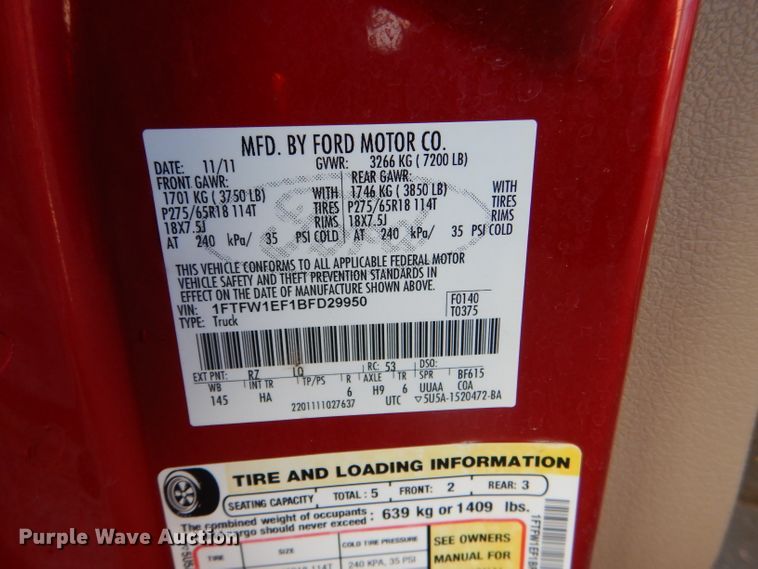 MFD. BY FORD MOTOR CO.
DATE: 11/11 GVWR: 3266 KG ( 7200 LB)
FRONT GAWR: REAR GAWR:
1701 KG ( 3750 LB) WITH 1746 KG ( 3850 LB) WITH
P275/65R18 114T TIRES P275/65R18 114T TIRES
18X7.5J RIMS 18X7.5J RIMS
AT 240 kPa/ 35 PSI COLD AT 240 kPa/ 35 PSI COLD
THIS VEHICLE CONFORMS TO ALL APPLICABLE FEDERAL MOTOR
VEHICLE SAFETY AND THEFT PREVENTION STANDARDS IN
EFFECT ON THE DATE OF MANUFACTURE SHOWN ABOVE.
VIN: 1FTFW1EF1BFD29950 F0140
TYPE: Truck T0375
EXT PNT: RZ LQ RC: 53 DSO:
WB INT TR TP/PS R AXLE TR SPR BF615
145 HA 6 H9 6 UUAA COA
2201111027637 UTC ▽5U5A-1520472-BA
TIRE AND LOADING INFORMATION
SEATING CAPACITY TOTAL: 5 FRONT: 2 REAR: 3
The combined weight of occupants
cargo should never exceed : 639 kg or 1409 lbs.
TIRE SIZE COLD TIRE PRESSURE SEE OWNERS
114T 240 KPA, 35 PSI MANUAL FOR
Purple Wave Auction